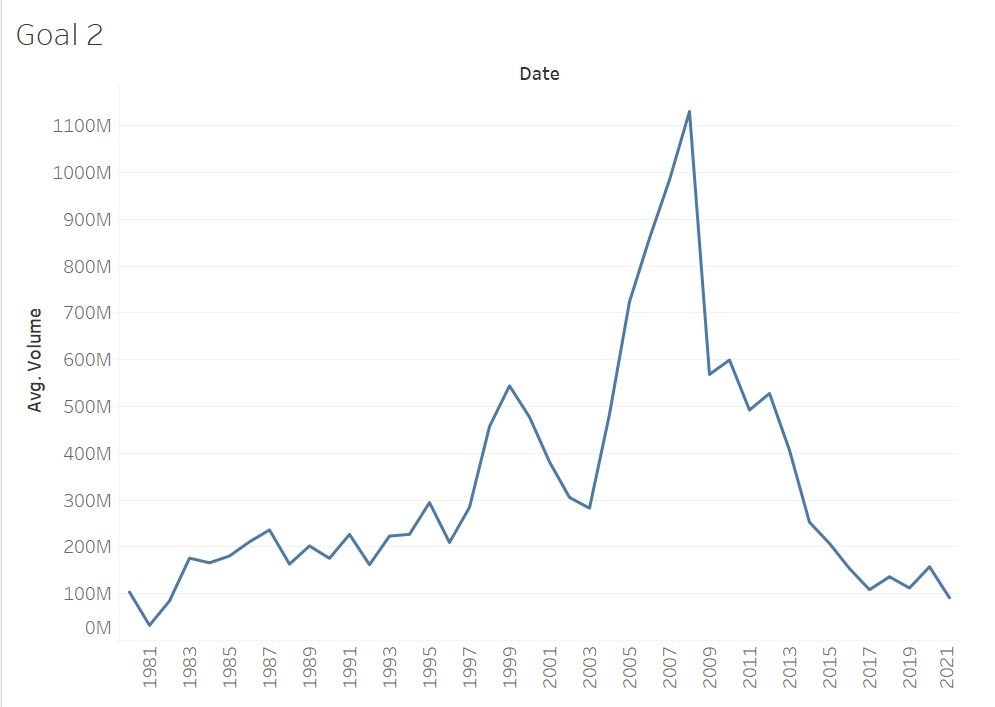 Goal 2
Date
1100M
1000M
900M
800M
700M
600M
500M
400M
300M
200M
100M
0M
Avg. Volume
1981
1983
1985
1987
1989
1991
1993
1995
1997
1999
2001
2003
2005
2007
2009
2011
2013
2015
2017
2019
2021